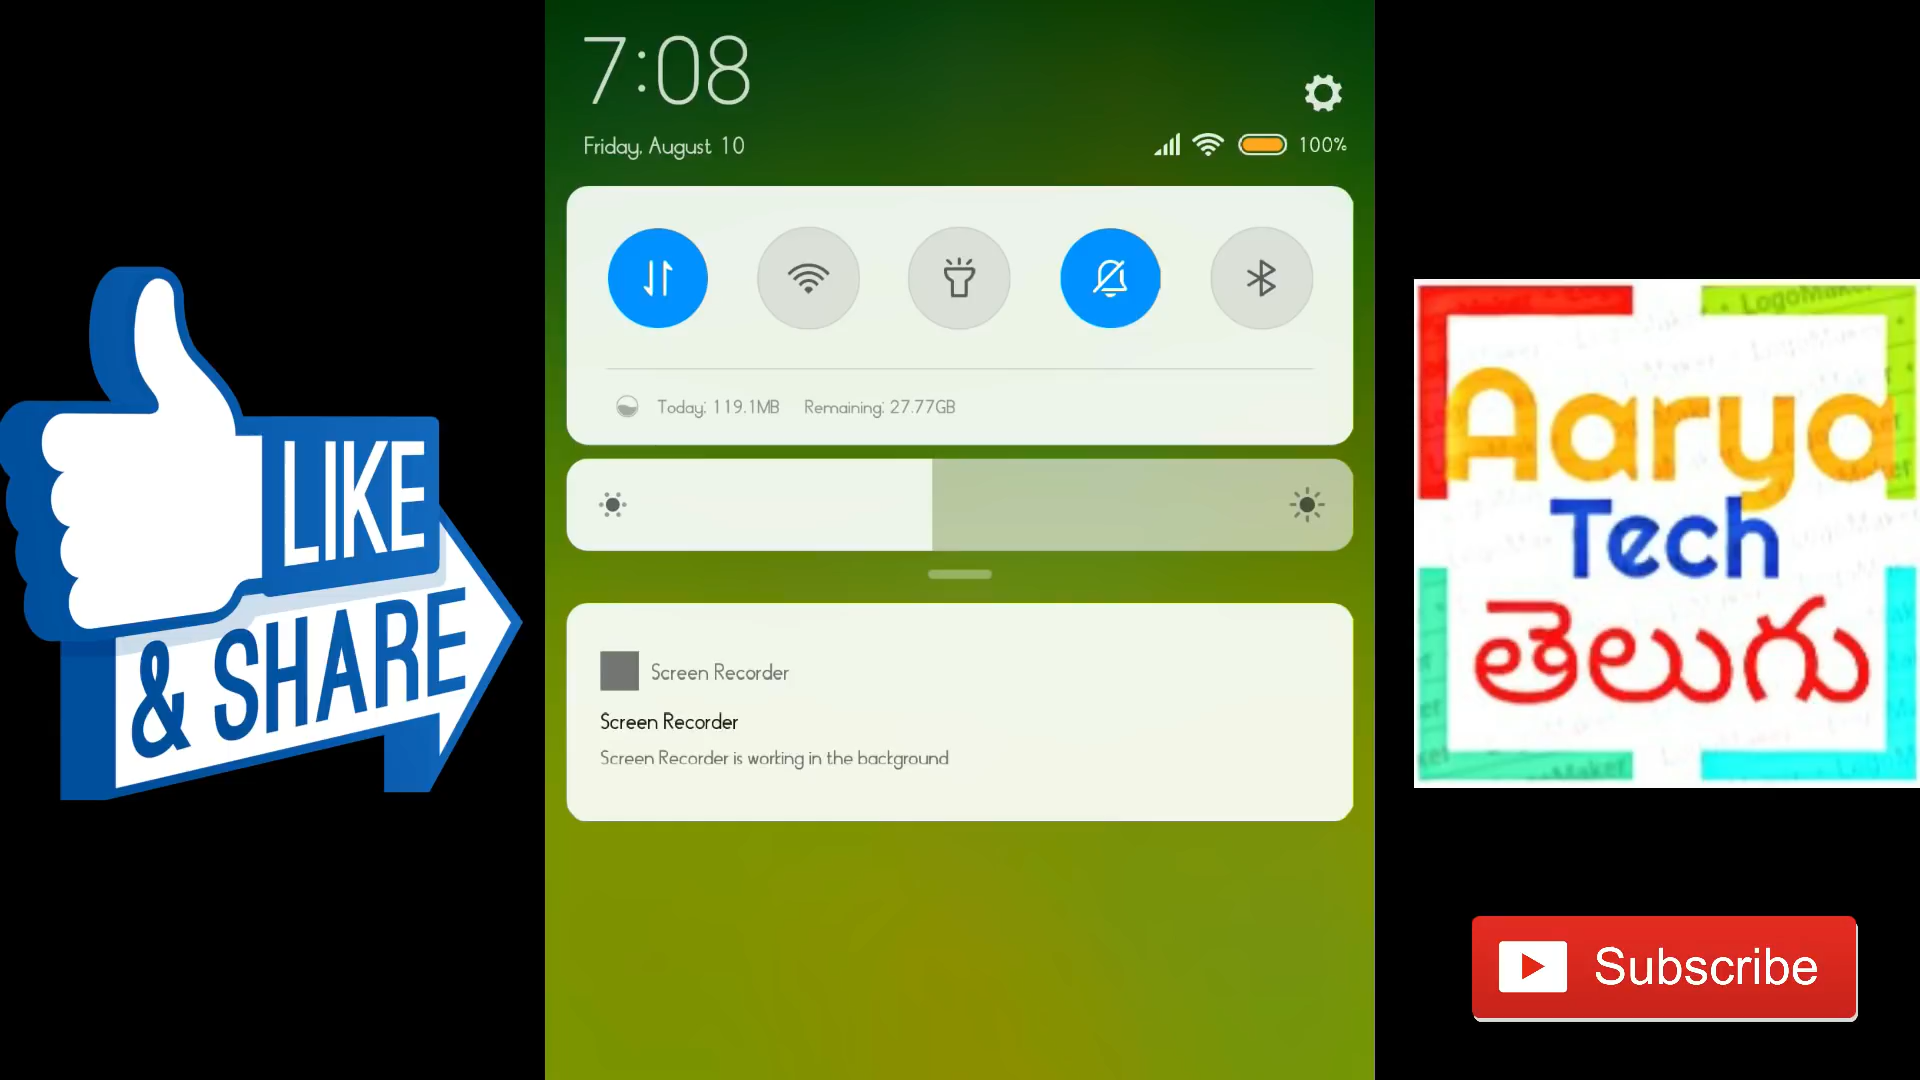 7:08
Friday, August 10
100%
Today: 119.1MB Remaining: 27.77GB
Screen Recorder
Screen Recorder
Screen Recorder is working in the background
LIKE
& SHARE
LogoMaker
Aarya
Tech
తెలుగు
Subscribe